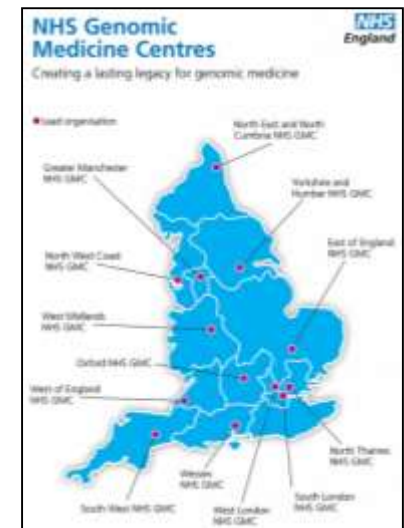 NHS Genomic
Medicine Centres
NHS
England
Creating a lasting legacy for genomic medicine
Lead organisation
North East and North
Cumbria NHS GMC
Greater Manchester
NHS GMC
Yorkshire and
Humber NHS GMC
East of England
NHS GMC
North West Coast
NHS GMC
West Midlands
NHS GMC
Oxford NHS GMC
West of England
NHS GMC
North Thames
NHS GMC
Wessex
NHS GMC
South London
NHS GMC
South West NHS GMC
West London
NHS GMC